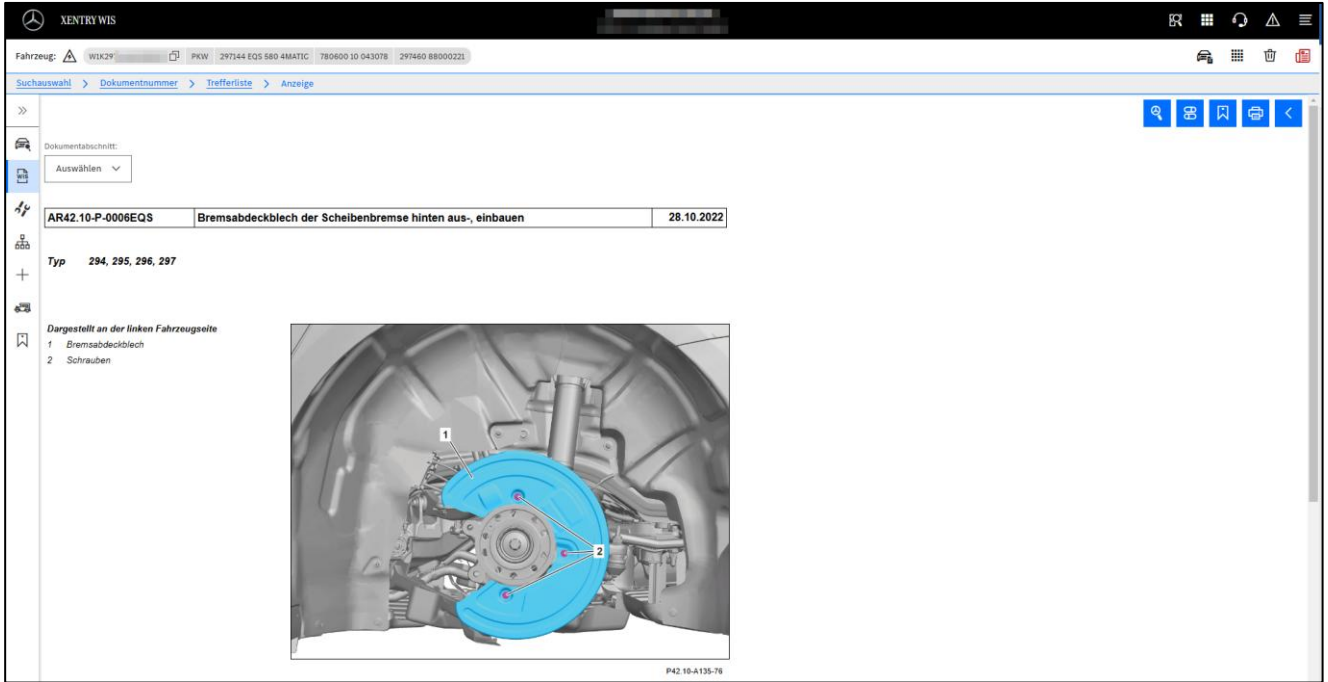 XENTRY WIS
Fahrzeug: W1K29 PKW 297144 EQS 580 4MATIC 780600 10 043078 297460 88000221
Suchauswahl > Dokumentnummer > Trefferliste > Anzeige
Dokumentabschnitt:
Auswählen
WIS
AR42.10-P-0006EQS Bremsabdeckblech der Scheibenbremse hinten aus-, einbauen 28.10.2022
Typ 294, 295, 296, 297
Dargestellt an der linken Fahrzeugseite
1 Bremsabdeckblech
2 Schrauben
1
2
P42.10-A135-76